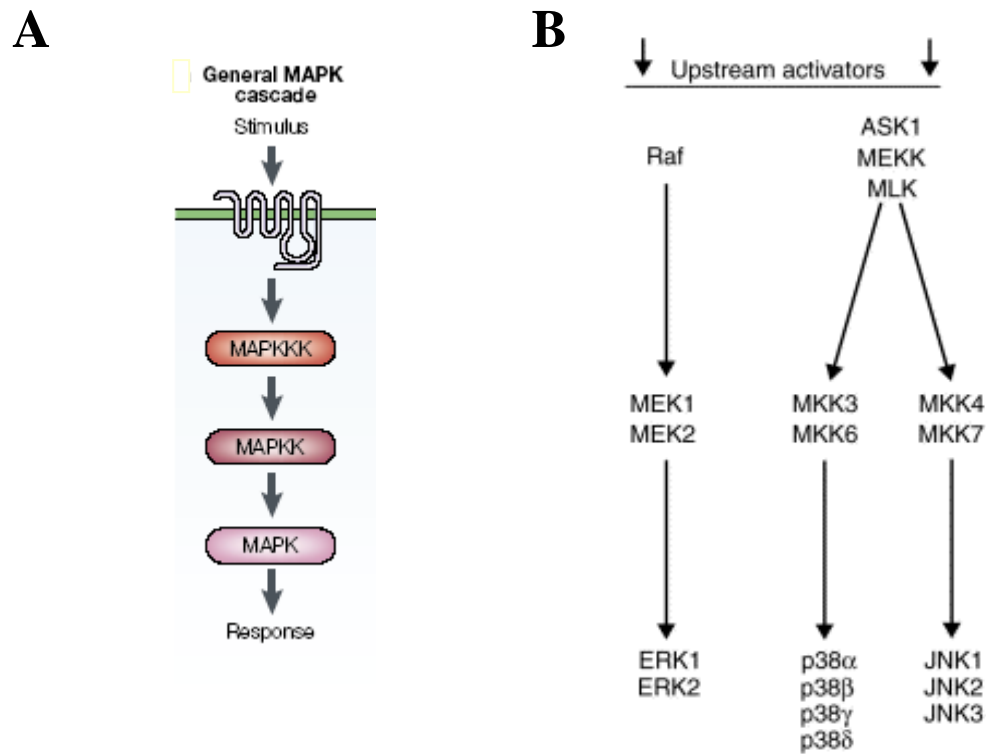 A
General MAPK
cascade
Stimulus
MAPKKK
MAPKK
MAPK
Response
B
Upstream activators
Raf
ASK1
MEKK
MLK
MEK1
MEK2
MKK3
MKK6
MKK4
MKK7
ERK1
ERK2
p38α
p38β
p38γ
p38δ
JNK1
JNK2
JNK3